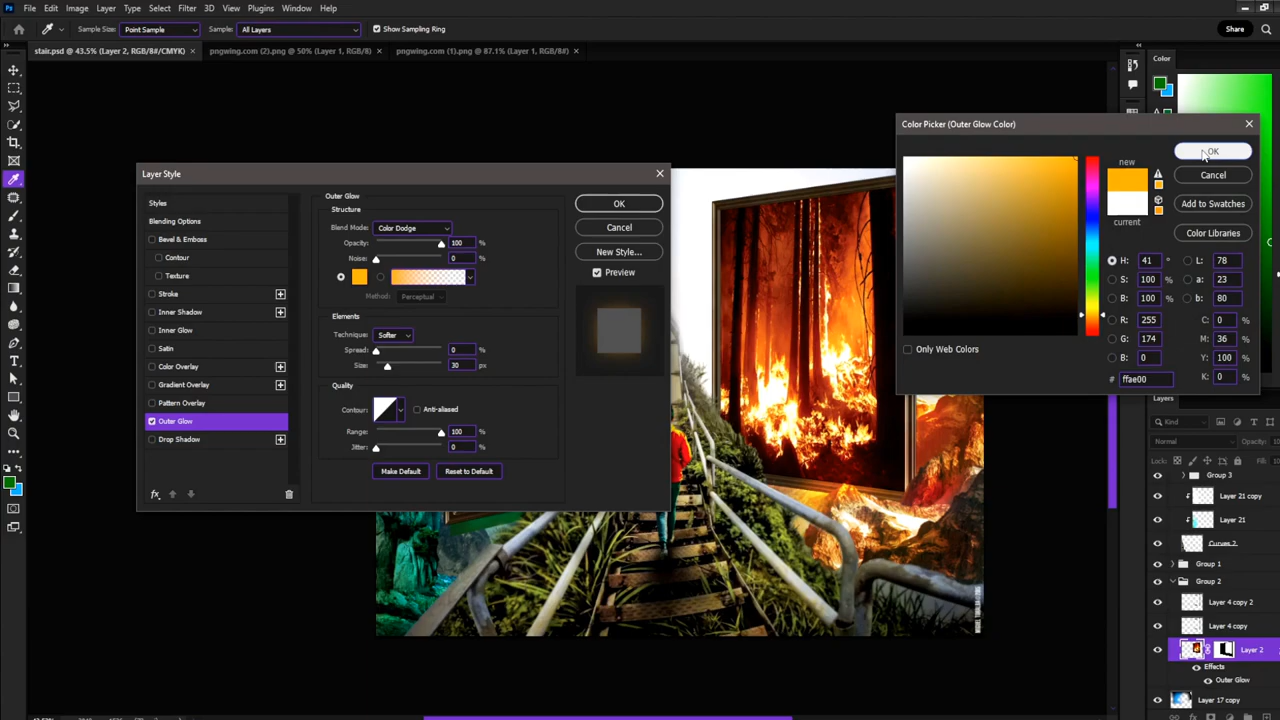 Ps File Edit Image Layer Type Select Filter 3D View Plugins Window Help
Sample Size: Point Sample Sample: All Layers Show Sampling Ring Share
stair.psd @ 43.5% (Layer 2, RGB/8#/CMYK) × pngwing.com (2).png @ 50% (Layer 1, RGB/8) × pngwing.com (1).png @ 87.1% (Layer 1, RGB/8#) ×
Color
Color Picker (Outer Glow Color)
new
OK
Cancel
Add to Swatches
current
Color Libraries
H: 41 ° L: 78
S: 100 % a: 23
B: 100 % b: 80
R: 255 C: 0 %
G: 174 M: 36 %
B: 0 Y: 100 %
K: 0 %
Only Web Colors
# ffae00
Layer Style
Styles
Blending Options
Bevel & Emboss
Contour
Texture
Stroke
Inner Shadow
Inner Glow
Satin
Color Overlay
Gradient Overlay
Pattern Overlay
Outer Glow
Drop Shadow
fx
Outer Glow
Structure
Blend Mode: Color Dodge
Opacity: 100 %
Noise: 0 %
Method: Perceptual
Elements
Technique: Softer
Spread: 0 %
Size: 30 px
Quality
Contour: Anti-aliased
Range: 100 %
Jitter: 0 %
Make Default Reset to Default
OK
Cancel
New Style...
Preview
Layers
Kind
Normal Opacity:
Lock: Fill:
Group 3
Layer 21 copy
Layer 21
Curves 2
Group 1
Group 2
Layer 4 copy 2
Layer 4 copy
Layer 2
Effects
Outer Glow
Layer 17 copy